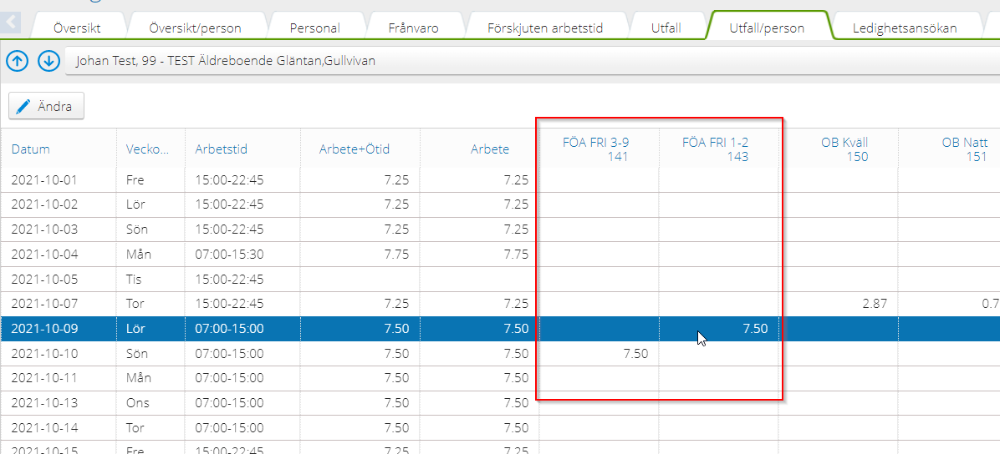 Översikt Översikt/person Personal Frånvaro Förskjuten arbetstid Utfall Utfall/person Ledighetsansökan
Johan Test, 99 - TEST Äldreboende Gläntan,Gullvivan
Ändra
Datum Vecko... Arbetstid Arbete+Ötid Arbete FÖA FRI 3-9 141 FÖA FRI 1-2 143 OB Kväll 150 OB Natt 151
2021-10-01 Fre 15:00-22:45 7.25 7.25
2021-10-02 Lör 15:00-22:45 7.25 7.25
2021-10-03 Sön 15:00-22:45 7.25 7.25
2021-10-04 Mån 07:00-15:30 7.75 7.75
2021-10-05 Tis 15:00-22:45
2021-10-07 Tor 15:00-22:45 7.25 7.25 2.87 0.7
2021-10-09 Lör 07:00-15:00 7.50 7.50 7.50
2021-10-10 Sön 07:00-15:00 7.50 7.50 7.50
2021-10-11 Mån 07:00-15:00 7.50 7.50
2021-10-13 Ons 07:00-15:00 7.50 7.50
2021-10-14 Tor 07:00-15:00 7.50 7.50
2021-10-15 Fre 15:00-22:45 7.25 7.25